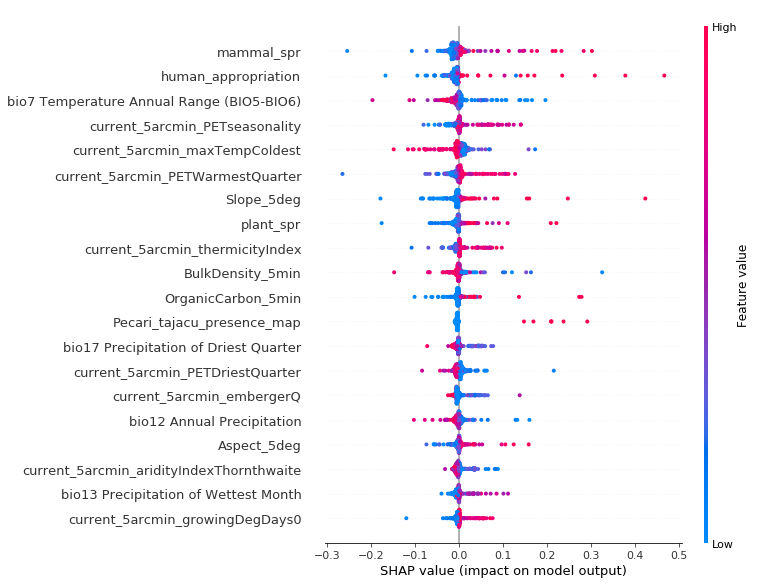 High
mammal_spr
human_appropriation
bio7 Temperature Annual Range (BIO5-BIO6)
current_5arcmin_PETseasonality
current_5arcmin_maxTempColdest
current_5arcmin_PETWarmestQuarter
Slope_5deg
plant_spr
current_5arcmin_thermicityIndex
BulkDensity_5min
OrganicCarbon_5min
Pecari_tajacu_presence_map
bio17 Precipitation of Driest Quarter
current_5arcmin_PETDriestQuarter
current_5arcmin_embergerQ
bio12 Annual Precipitation
Aspect_5deg
current_5arcmin_aridityIndexThornthwaite
bio13 Precipitation of Wettest Month
current_5arcmin_growingDegDays0
Feature value
Low
−0.3 −0.2 −0.1 0.0 0.1 0.2 0.3 0.4 0.5
SHAP value (impact on model output)